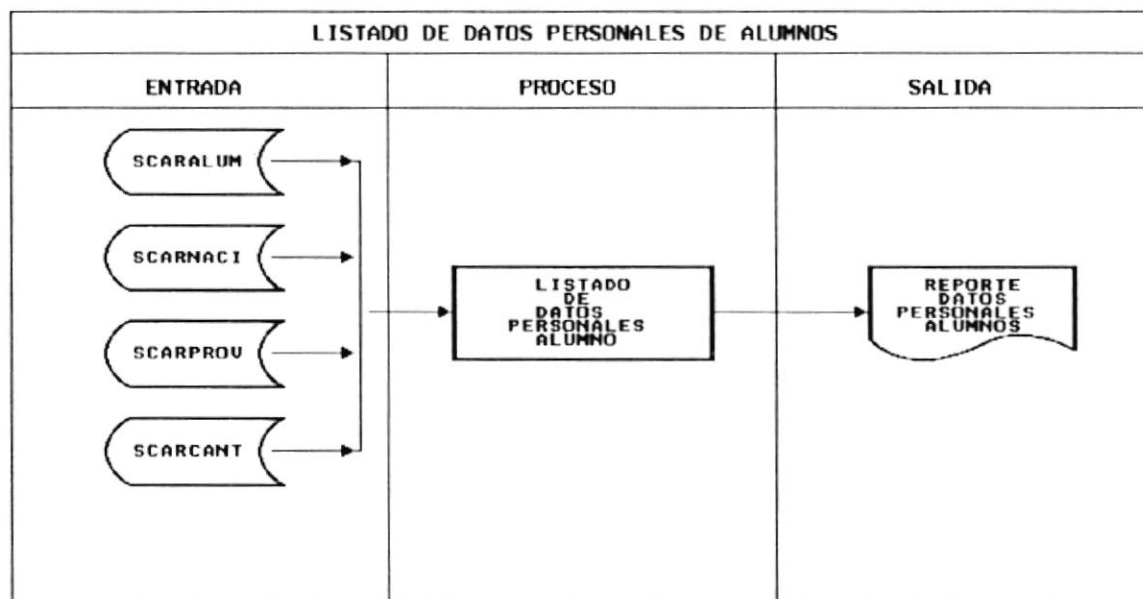 LISTADO DE DATOS PERSONALES DE ALUMNOS
ENTRADA
PROCESO
SALIDA
SCARALUM
SCARNACI
SCARPROV
SCARCANT
LISTADO
DE
DATOS
PERSONALES
ALUMNO
REPORTE
DATOS
PERSONALES
ALUMNOS